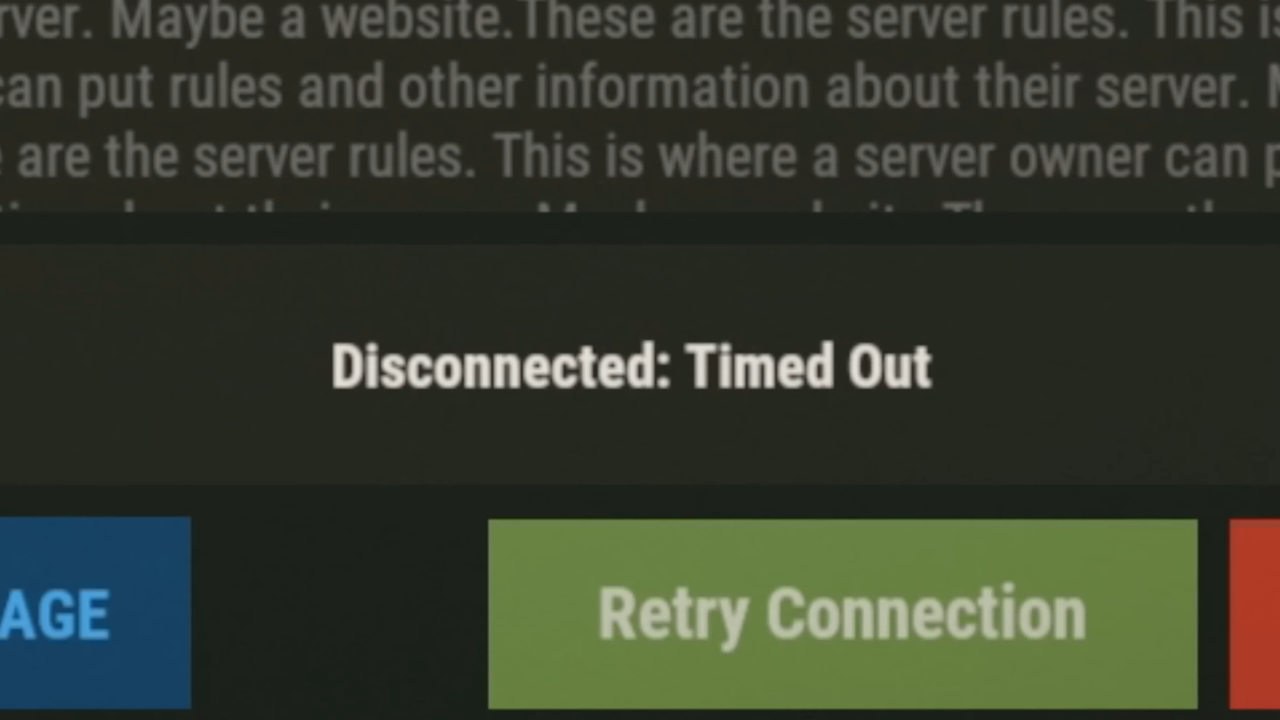 rver. Maybe a website.These are the server rules. This is
can put rules and other information about their server.
are the server rules. This is where a server owner can
Disconnected: Timed Out
AGE
Retry Connection